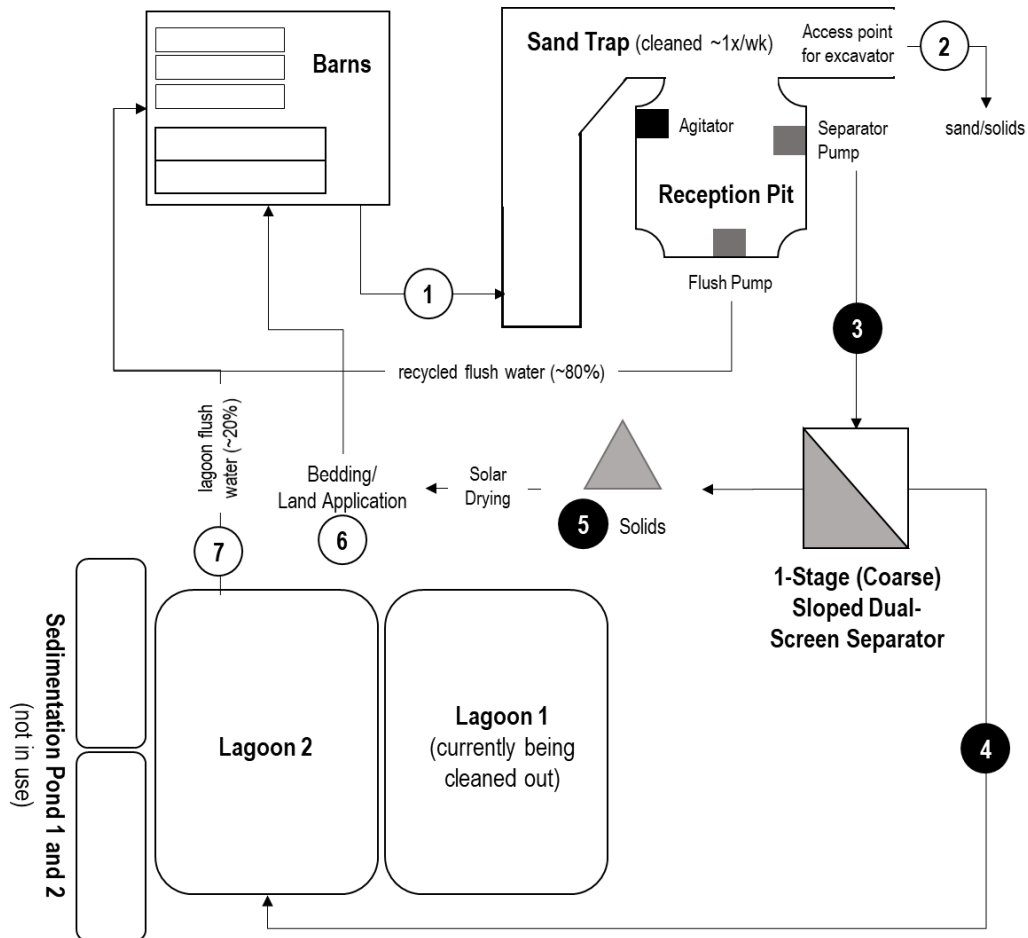 Barns
Sand Trap (cleaned ~1x/wk)
Access point
for excavator
2
sand/solids
Agitator
Separator
Pump
Reception Pit
Flush Pump
1
3
recycled flush water (~80%)
lagoon flush
water (~20%)
7
Bedding/
Land Application
6
Solar
Drying
5
Solids
1-Stage (Coarse)
Sloped Dual-
Screen Separator
Sedimentation Pond 1 and 2
(not in use)
Lagoon 2
Lagoon 1
(currently being
cleaned out)
4